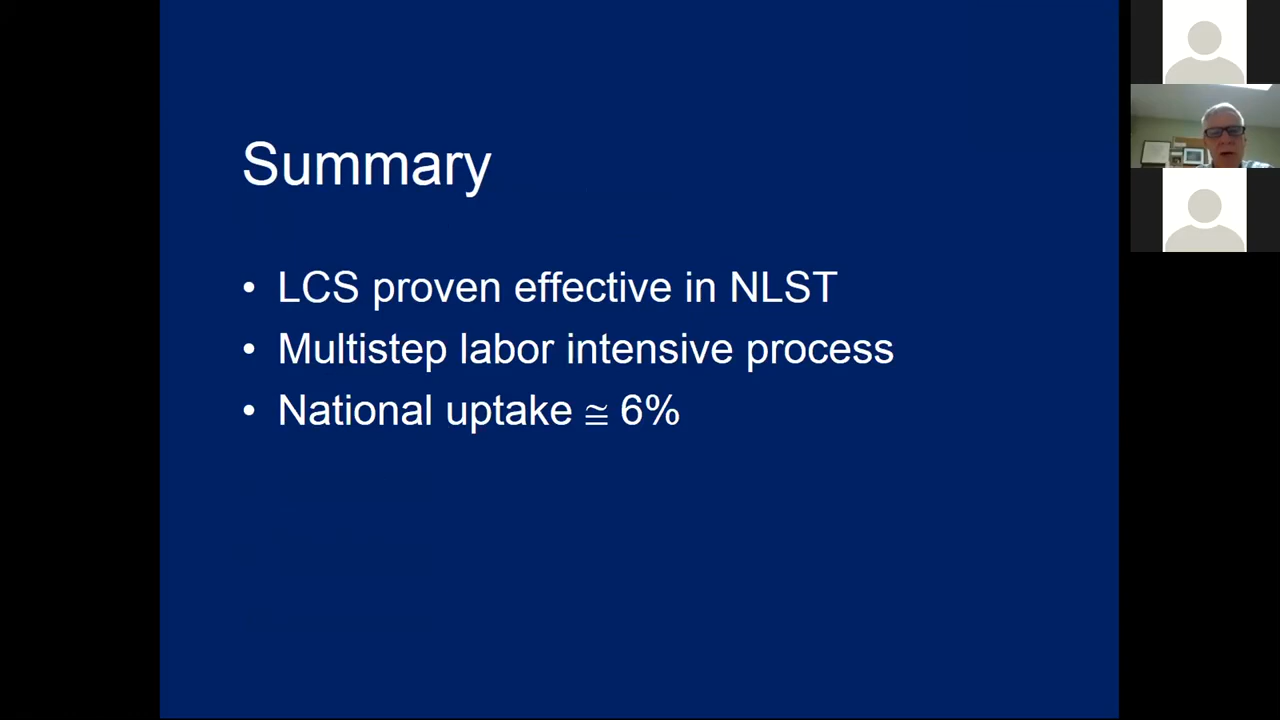 Summary
• LCS proven effective in NLST
• Multistep labor intensive process
• National uptake ≅ 6%